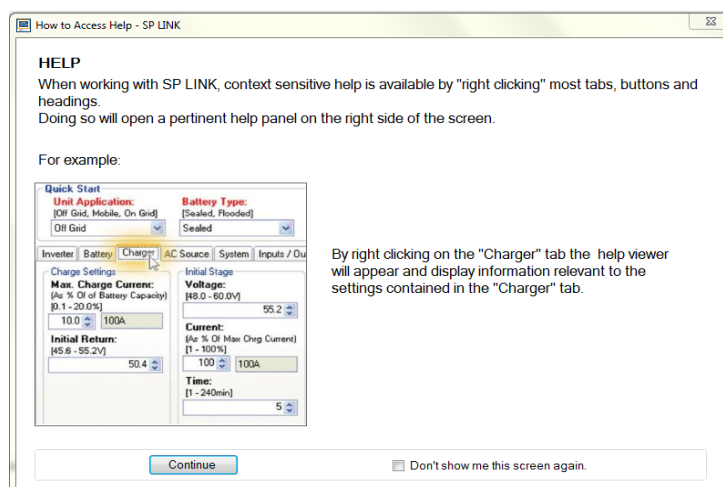 How to Access Help - SP LINK
HELP
When working with SP LINK, context sensitive help is available by "right clicking" most tabs, buttons and
headings.
Doing so will open a pertinent help panel on the right side of the screen.
For example:
Quick Start
Unit Application:
[Off Grid, Mobile, On Grid]
Off Grid
Battery Type:
[Sealed, Flooded]
Sealed
Inverter Battery Charger AC Source System Inputs / Ou
Charge Settings
Max. Charge Current:
(As % Of of Battery Capacity)
[0.1 - 20.0%]
10.0 100A
Initial Return:
[45.6 - 55.2V]
50.4
Initial Stage
Voltage:
[48.0 - 60.0V]
55.2
Current:
(As % Of Max Chrg Current)
[1 - 100%]
100 100A
Time:
[1 - 240min]
5
By right clicking on the "Charger" tab the help viewer
will appear and display information relevant to the
settings contained in the "Charger" tab.
Continue
Don't show me this screen again.